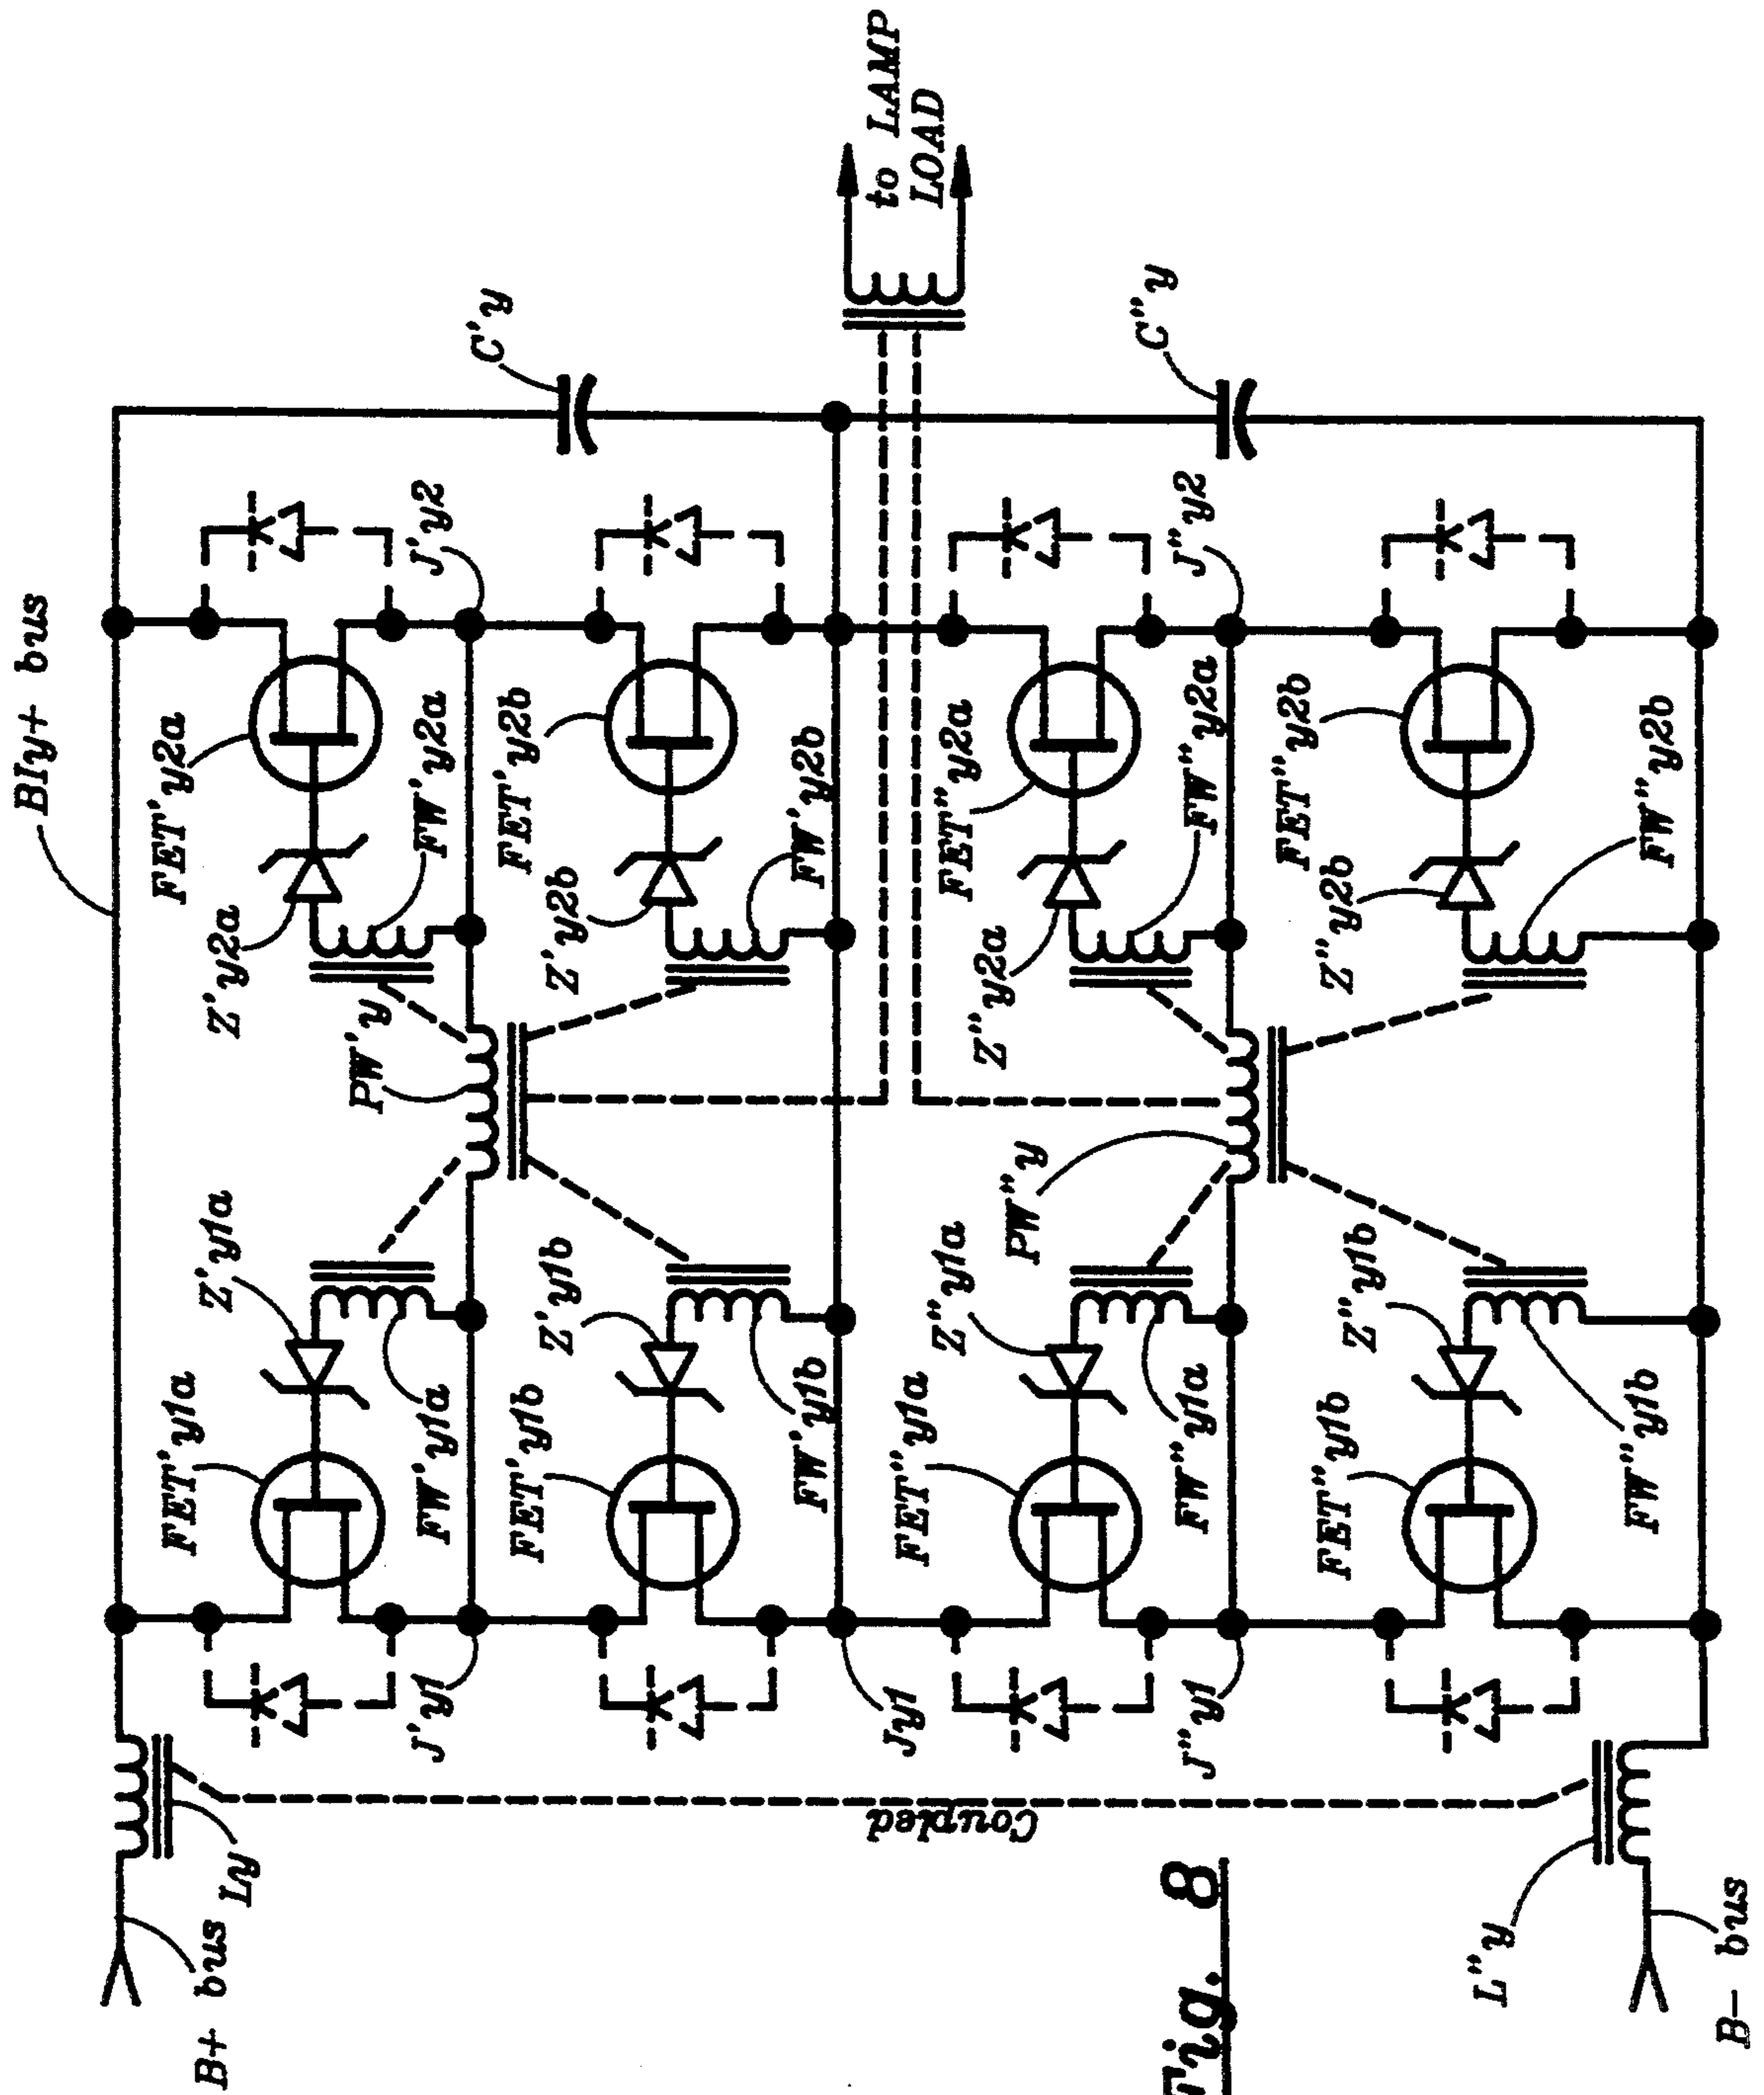 BIy+ bus
B+ bus
Ly
FET'y1a
Z'y1a
FW'y1a
J'y1
PW'y
Z'y2a
FET'y2a
FW'y2a
J'y2
C'y
FET'y1b
Z'y1b
FW'y1b
Jy1
Z'y2b
FET'y2b
FW'y2b
to LAMP
LOAD
Coupled
FET"y1a
Z"y1a
FW"y1a
J"y1
PW"y
Z"y2a
FET"y2a
FW"y2a
J"y2
C"y
FET"y1b
Z"y1b
FW"y1b
Z"y2b
FET"y2b
FW"y2b
L"y
B- bus
Fig. 8